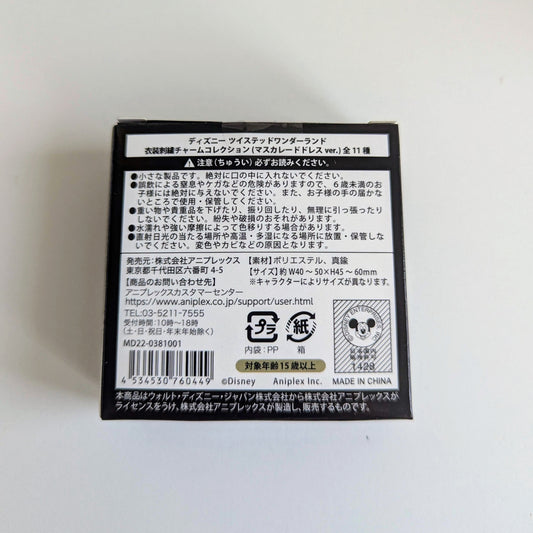 ディズニー ツイステッドワンダーランド
衣装刺繍チャームコレクション(マスカレードドレス ver.) 全11種
注意(ちゅうい) 必ずお読みください。
●小さな製品です。絶対に口の中に入れないでください。
●誤飲による窒息やケガなどの危険がありますので、6歳未満のお
子様には絶対に与えないでください。また、お子様の手の届かな
いところで使用・保管してください。
●重い物や貴重品を下げたり、振り回したり、無理に引っ張ったり
しないでください。紛失や破損のおそれがあります。
●水濡れや強い摩擦によって色移りする場合があります。
●直射日光の当たる場所や高温・多湿になる場所に放置・保管しな
いでください。変色やカビなどの原因となります。
発売元:株式会社アニプレックス
東京都千代田区六番町 4-5
【商品のお問い合わせ先】
アニプレックスカスタマーセンター
https://www.aniplex.co.jp/support/user.html
TEL:03-5211-7555
受付時間:10時〜18時
(土・日・祝日・年末年始除く)
MD22-0381001
4 534530 760449
【素材】ポリエステル、真鍮
【サイズ】約 W40〜50×H45〜60mm
※キャラクターによりサイズが異なります。
プラ
内袋:PP
紙
箱
対象年齢15歳以上
©Disney Aniplex Inc.
DISNEY ENTERPRISES, INC.
日本国内
販売許可
1429
MADE IN CHINA
本商品はウォルト・ディズニー・ジャパン株式会社から株式会社アニプレックスが
ライセンスをうけ、株式会社アニプレックスが製造し、販売するものです。